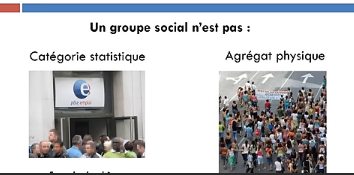 Un groupe social n'est pas :
Catégorie statistique
Agrégat physique
pôle emploi